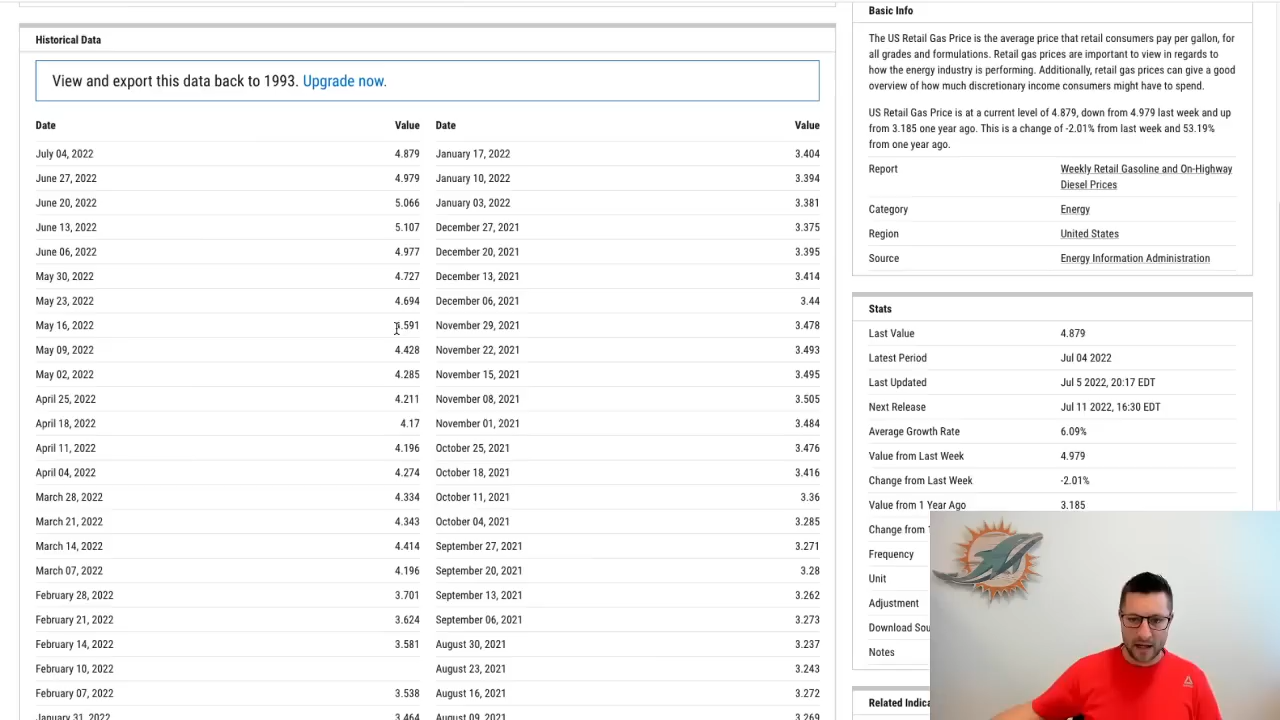 Historical Data
View and export this data back to 1993. Upgrade now.
Date Value Date Value
July 04, 2022 4.879 January 17, 2022 3.404
June 27, 2022 4.979 January 10, 2022 3.394
June 20, 2022 5.066 January 03, 2022 3.381
June 13, 2022 5.107 December 27, 2021 3.375
June 06, 2022 4.977 December 20, 2021 3.395
May 30, 2022 4.727 December 13, 2021 3.414
May 23, 2022 4.694 December 06, 2021 3.44
May 16, 2022 4.591 November 29, 2021 3.478
May 09, 2022 4.428 November 22, 2021 3.493
May 02, 2022 4.285 November 15, 2021 3.495
April 25, 2022 4.211 November 08, 2021 3.505
April 18, 2022 4.17 November 01, 2021 3.484
April 11, 2022 4.196 October 25, 2021 3.476
April 04, 2022 4.274 October 18, 2021 3.416
March 28, 2022 4.334 October 11, 2021 3.36
March 21, 2022 4.343 October 04, 2021 3.285
March 14, 2022 4.414 September 27, 2021 3.271
March 07, 2022 4.196 September 20, 2021 3.28
February 28, 2022 3.701 September 13, 2021 3.262
February 21, 2022 3.624 September 06, 2021 3.273
February 14, 2022 3.581 August 30, 2021 3.237
February 10, 2022 August 23, 2021 3.243
February 07, 2022 3.538 August 16, 2021 3.272
January 31, 2022 3.464 August 09, 2021 3.269
Basic Info
The US Retail Gas Price is the average price that retail consumers pay per gallon, for
all grades and formulations. Retail gas prices are important to view in regards to
how the energy industry is performing. Additionally, retail gas prices can give a good
overview of how much discretionary income consumers might have to spend.
US Retail Gas Price is at a current level of 4.879, down from 4.979 last week and up
from 3.185 one year ago. This is a change of -2.01% from last week and 53.19%
from one year ago.
Report Weekly Retail Gasoline and On-Highway
Diesel Prices
Category Energy
Region United States
Source Energy Information Administration
Stats
Last Value 4.879
Latest Period Jul 04 2022
Last Updated Jul 5 2022, 20:17 EDT
Next Release Jul 11 2022, 16:30 EDT
Average Growth Rate 6.09%
Value from Last Week 4.979
Change from Last Week -2.01%
Value from 1 Year Ago 3.185
Change from
Frequency
Unit
Adjustment
Download
Notes
Related